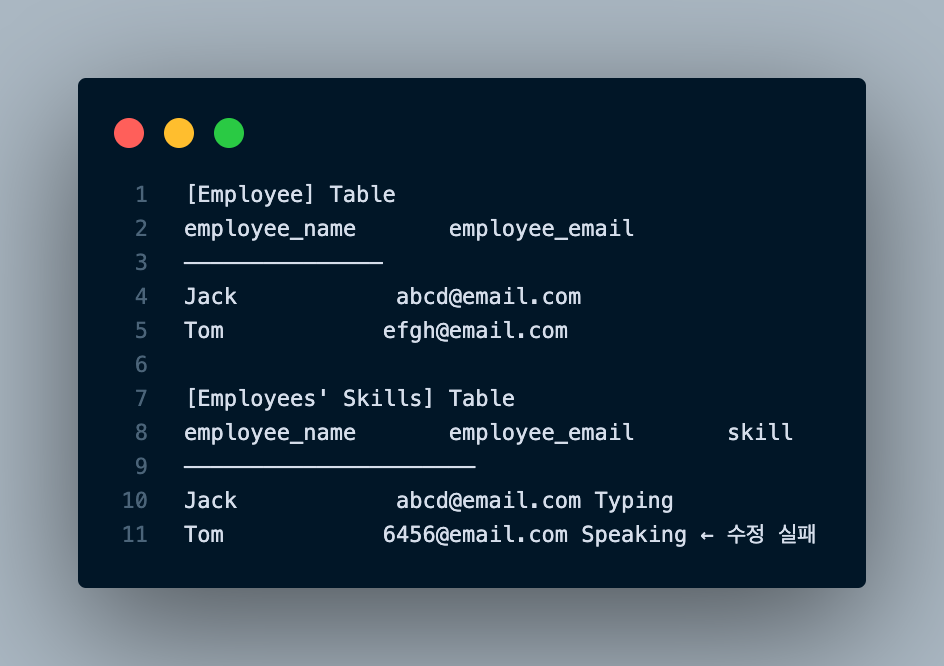 1 [Employee] Table
2 employee_name employee_email
3 ———————————————
4 Jack abcd@email.com
5 Tom efgh@email.com
6
7 [Employees' Skills] Table
8 employee_name employee_email skill
9 ——————————————————————
10 Jack abcd@email.com Typing
11 Tom 6456@email.com Speaking ← 수정 실패